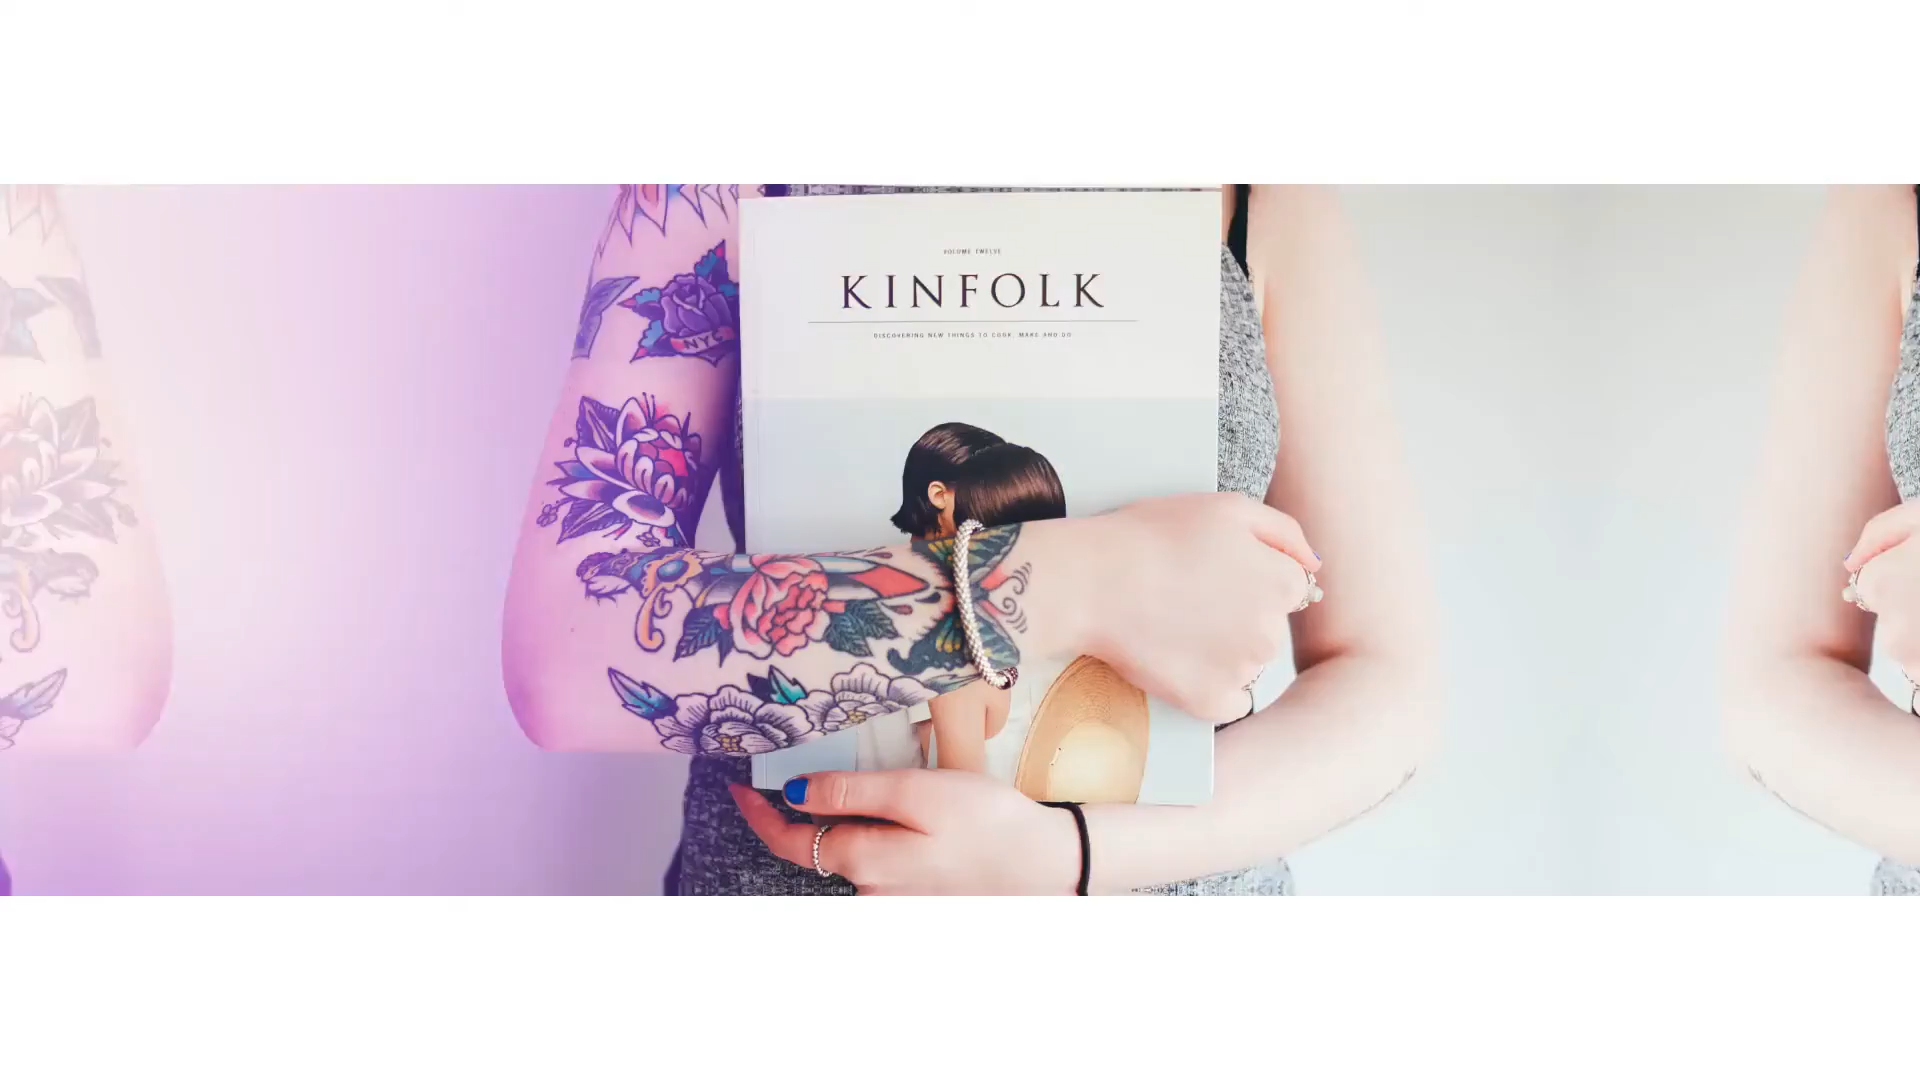 VOLUME TWELVE
KINFOLK
DISCOVERING NEW THINGS TO COOK, MAKE AND DO
NYC